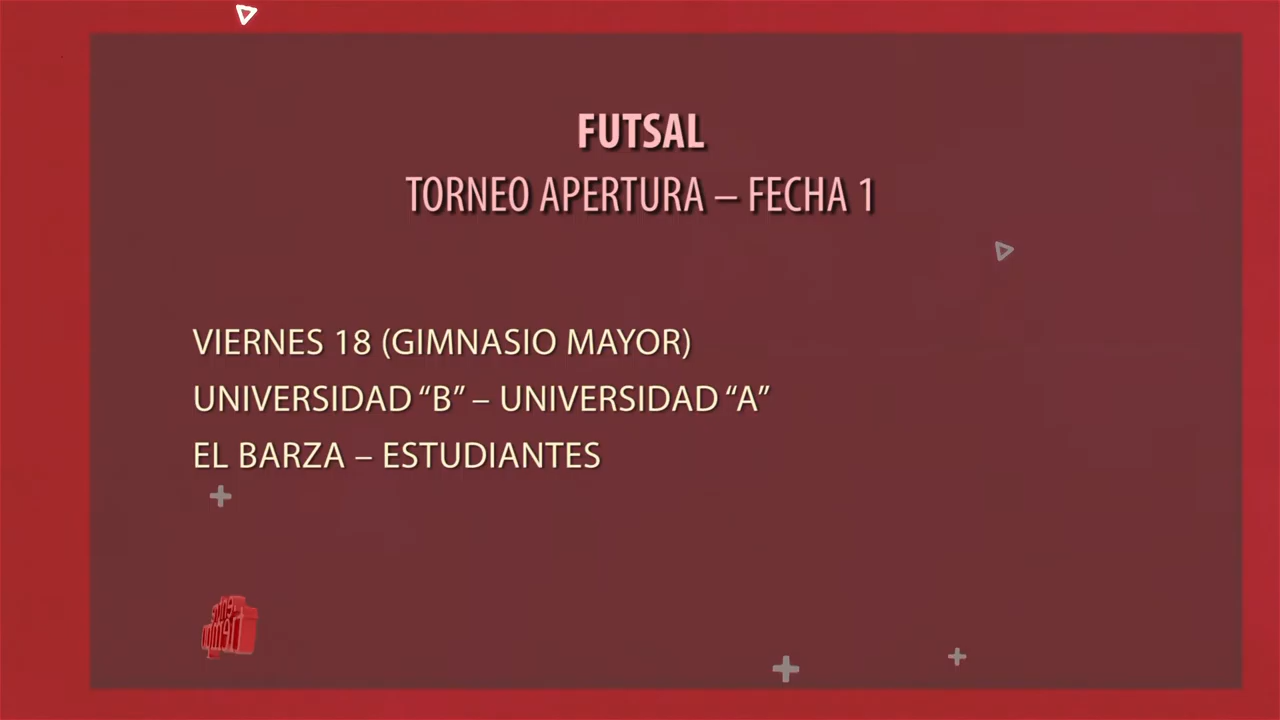 FUTSAL
TORNEO APERTURA – FECHA 1
VIERNES 18 (GIMNASIO MAYOR)
UNIVERSIDAD “B” – UNIVERSIDAD “A”
EL BARZA – ESTUDIANTES